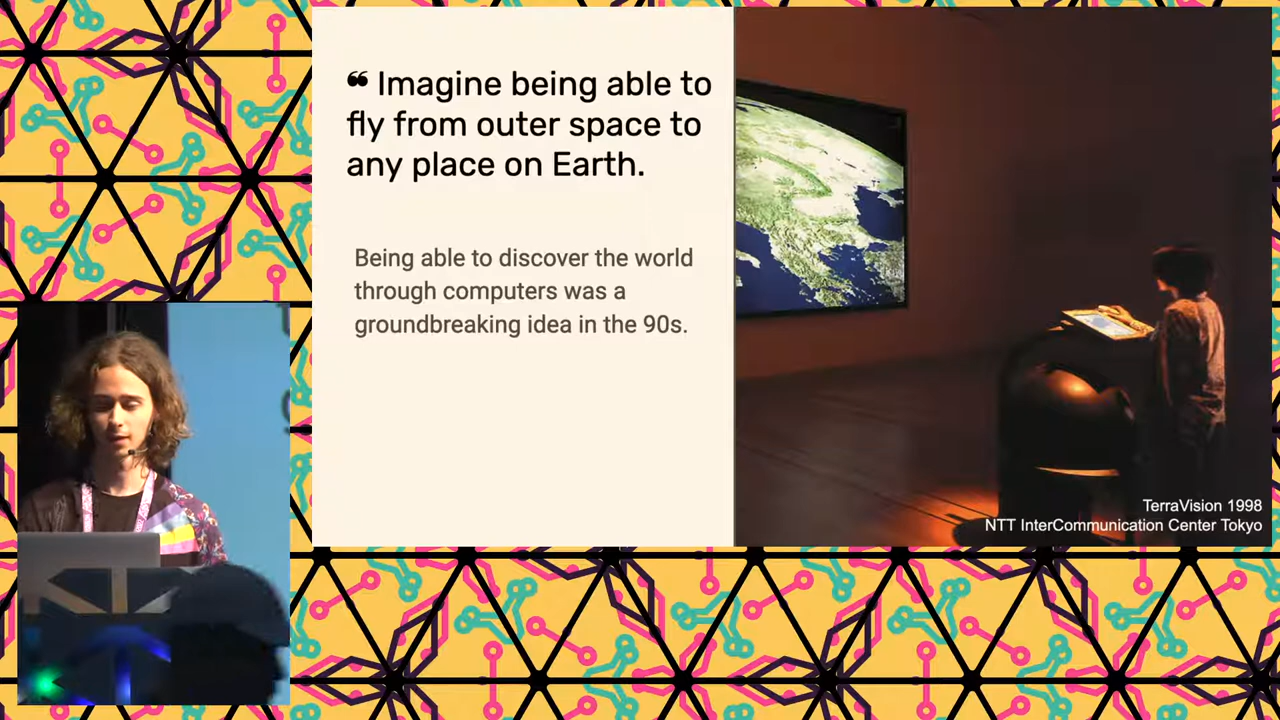 ❝ Imagine being able to
fly from outer space to
any place on Earth.
Being able to discover the world
through computers was a
groundbreaking idea in the 90s.
TerraVision 1998
NTT InterCommunication Center Tokyo